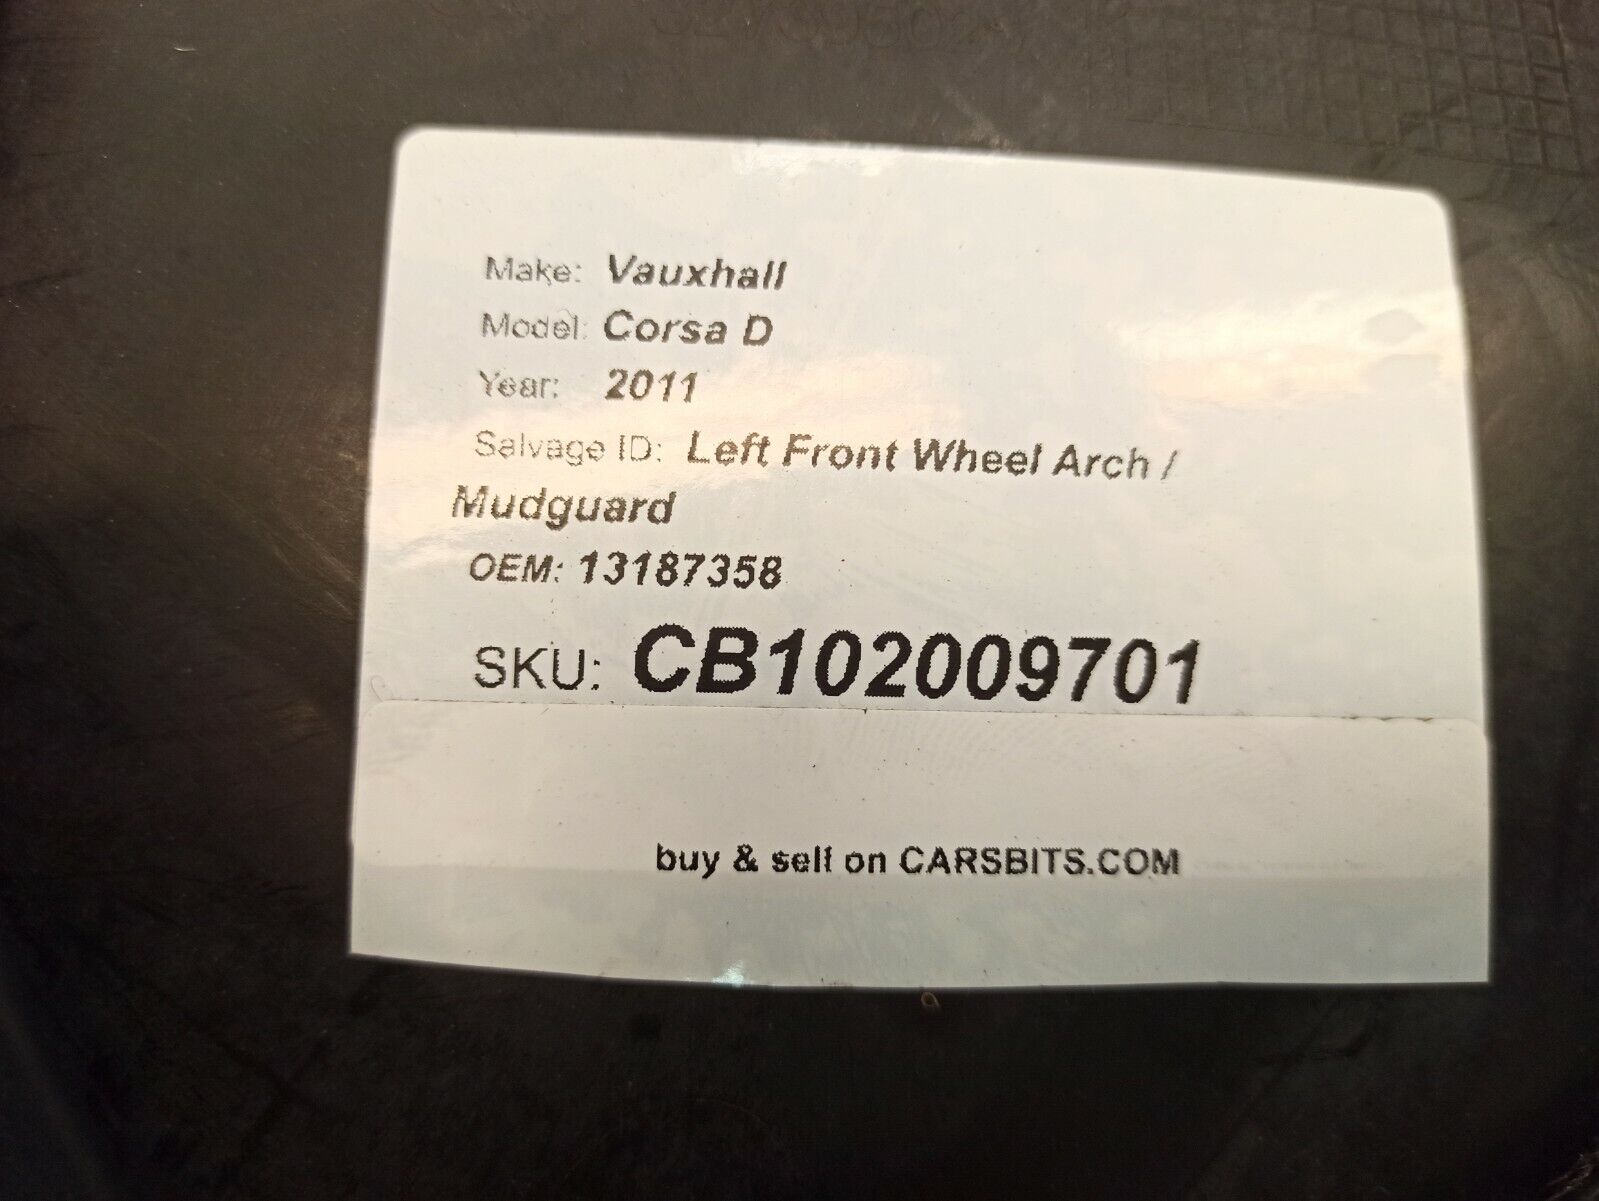 Make: Vauxhall
Model: Corsa D
Year: 2011
Salvage ID: Left Front Wheel Arch /
Mudguard
OEM: 13187358
SKU: CB102009701
buy & sell on CARSBITS.COM